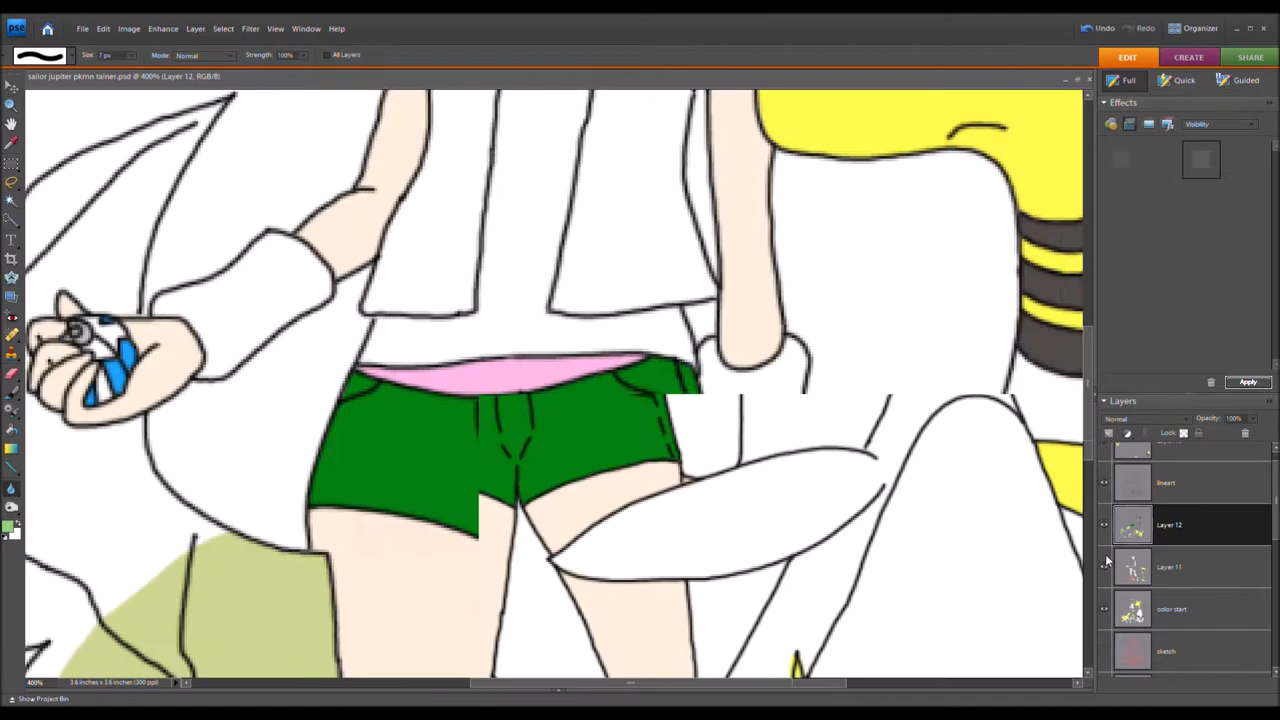 pse File Edit Image Enhance Layer Select Filter View Window Help Undo Redo Organizer
Size: 7 px Mode: Normal Strength: 100% All Layers EDIT CREATE SHARE
sailor jupiter pkmn tainer.psd @ 400% (Layer 12, RGB/8) Full Quick Guided
Effects
Visibility
Apply
Layers
Normal Opacity: 100%
Lock:
lineart
Layer 12
Layer 11
color start
sketch
400% 3.6 inches x 3.6 inches (300 ppi)
Show Project Bin